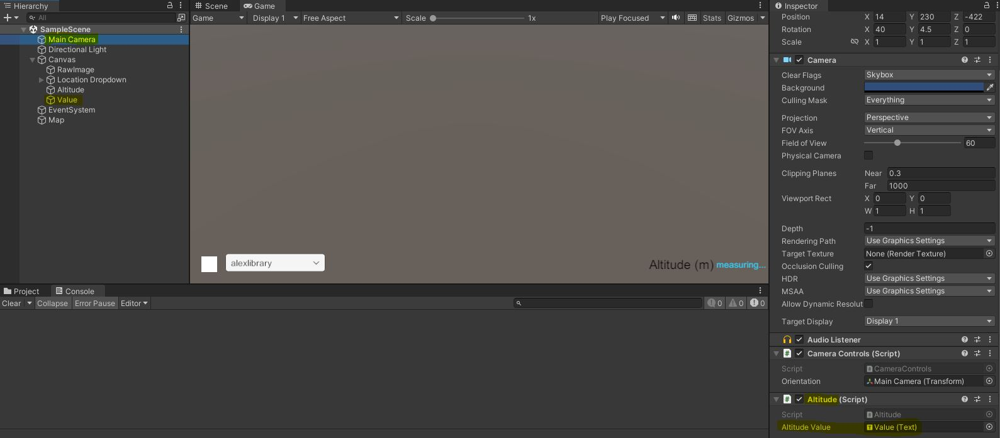 Hierarchy
All
SampleScene
Main Camera
Directional Light
Canvas
RawImage
Location Dropdown
Altitude
Value
EventSystem
Map
Scene
Game
Game Display 1 Free Aspect Scale 1x Play Focused Stats Gizmos
alexlibrary
Altitude (m) measuring...
Project
Console
Clear Collapse Error Pause Editor
0 0 0
Inspector
Position X 14 Y 230 Z -422
Rotation X 40 Y 4.5 Z 0
Scale X 1 Y 1 Z 1
Camera
Clear Flags Skybox
Background
Culling Mask Everything
Projection Perspective
FOV Axis Vertical
Field of View 60
Physical Camera
Clipping Planes Near 0.3
Far 1000
Viewport Rect X 0 Y 0
W 1 H 1
Depth -1
Rendering Path Use Graphics Settings
Target Texture None (Render Texture)
Occlusion Culling
HDR Use Graphics Settings
MSAA Use Graphics Settings
Allow Dynamic Resolut
Target Display Display 1
Audio Listener
# Camera Controls (Script)
Script CameraControls
Orientation Main Camera (Transform)
# Altitude (Script)
Script Altitude
Altitude Value Value (Text)